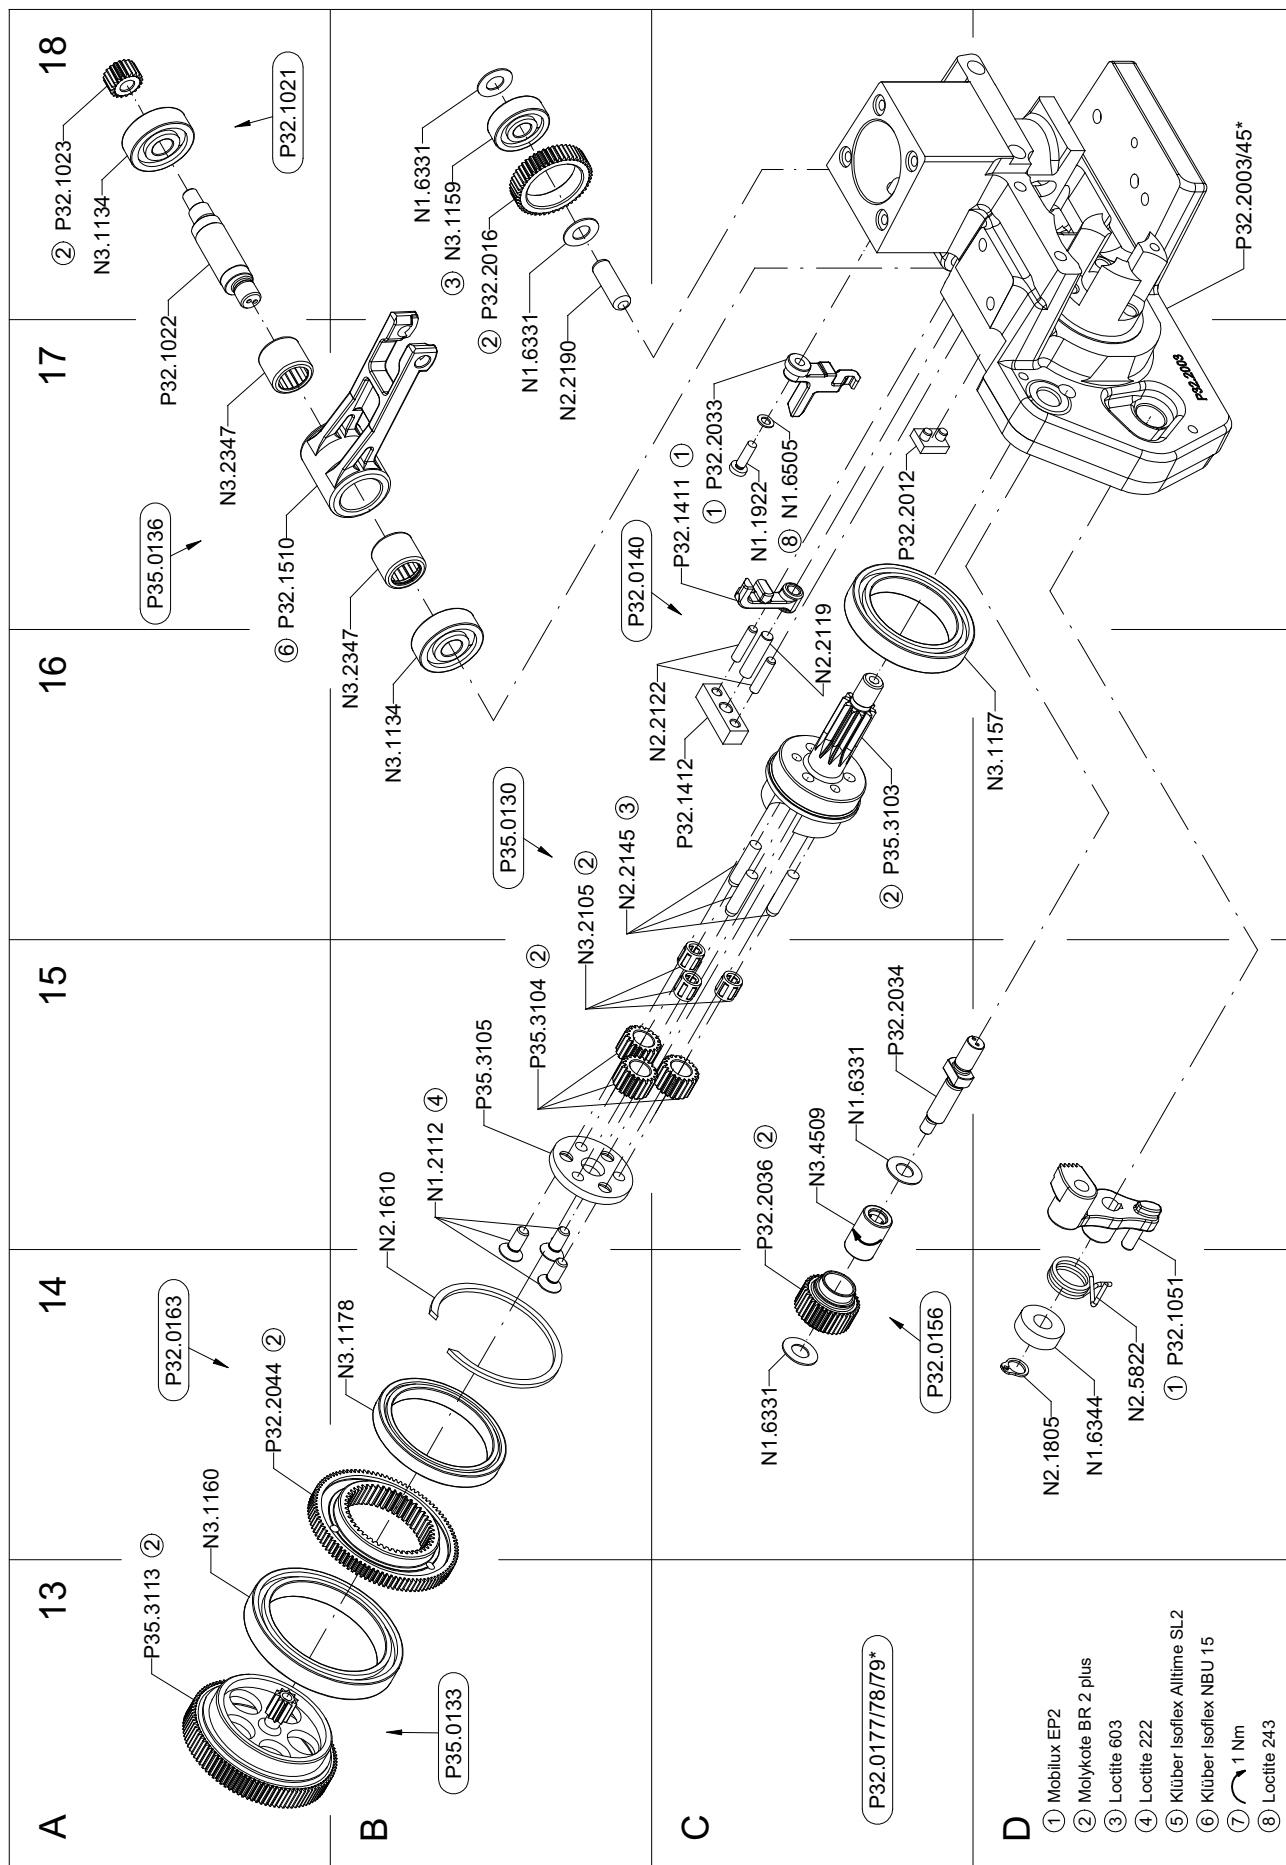 13
14
15
16
17
18
A
P35.3113 ②
N3.1160
P35.0133
P32.0163
P32.2044 ②
N3.1178
N2.1610
N1.2112 ④
P35.3105
P35.3104 ②
N3.2105 ②
N2.2145 ③
P35.0130
P35.0136
⑥ P32.1510
N3.2347
N3.1134
N3.2347
P32.1022
② P32.1023
N3.1134
P32.1021
B
N1.6331
③ N3.1159
② P32.2016
N1.6331
N2.2190
C
P32.0177/78/79*
N1.6331
P32.0156
P32.2036 ②
N3.4509
N1.6331
P32.2034
② P35.3103
N3.1157
P32.1412
N2.2122
N2.2119
P32.0140
P32.1411 ①
① P32.2033
N1.1922
⑧ N1.6505
P32.2012
P32.2003
P32.2003/45*
D
N2.1805
N1.6344
N2.5822
① P32.1051
① Mobilux EP2
② Molykote BR 2 plus
③ Loctite 603
④ Loctite 222
⑤ Klüber Isoflex Alltime SL2
⑥ Klüber Isoflex NBU 15
⑦ 1 Nm
⑧ Loctite 243